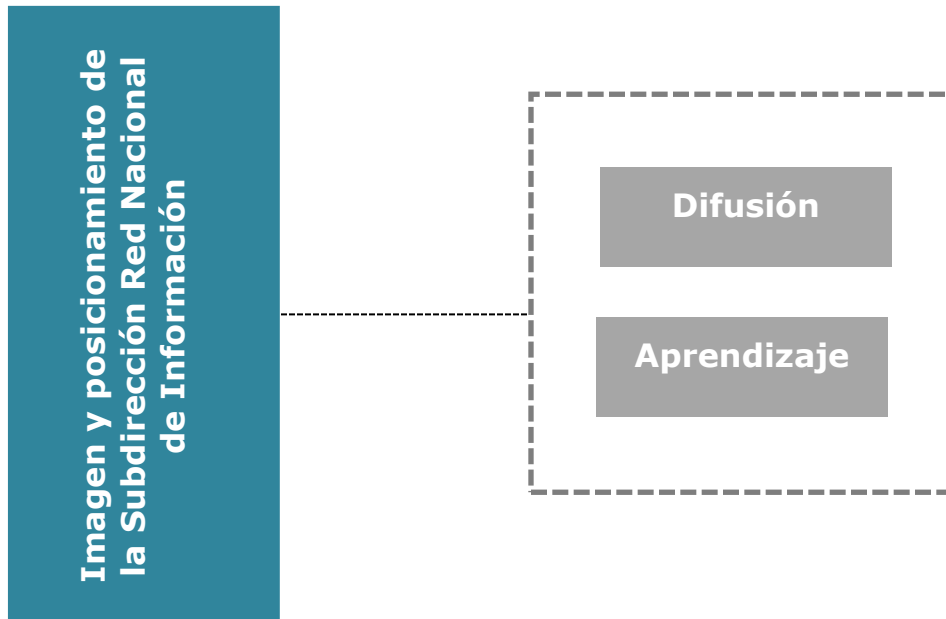 Imagen y posicionamiento de
la Subdirección Red Nacional
de Información
Difusión
Aprendizaje